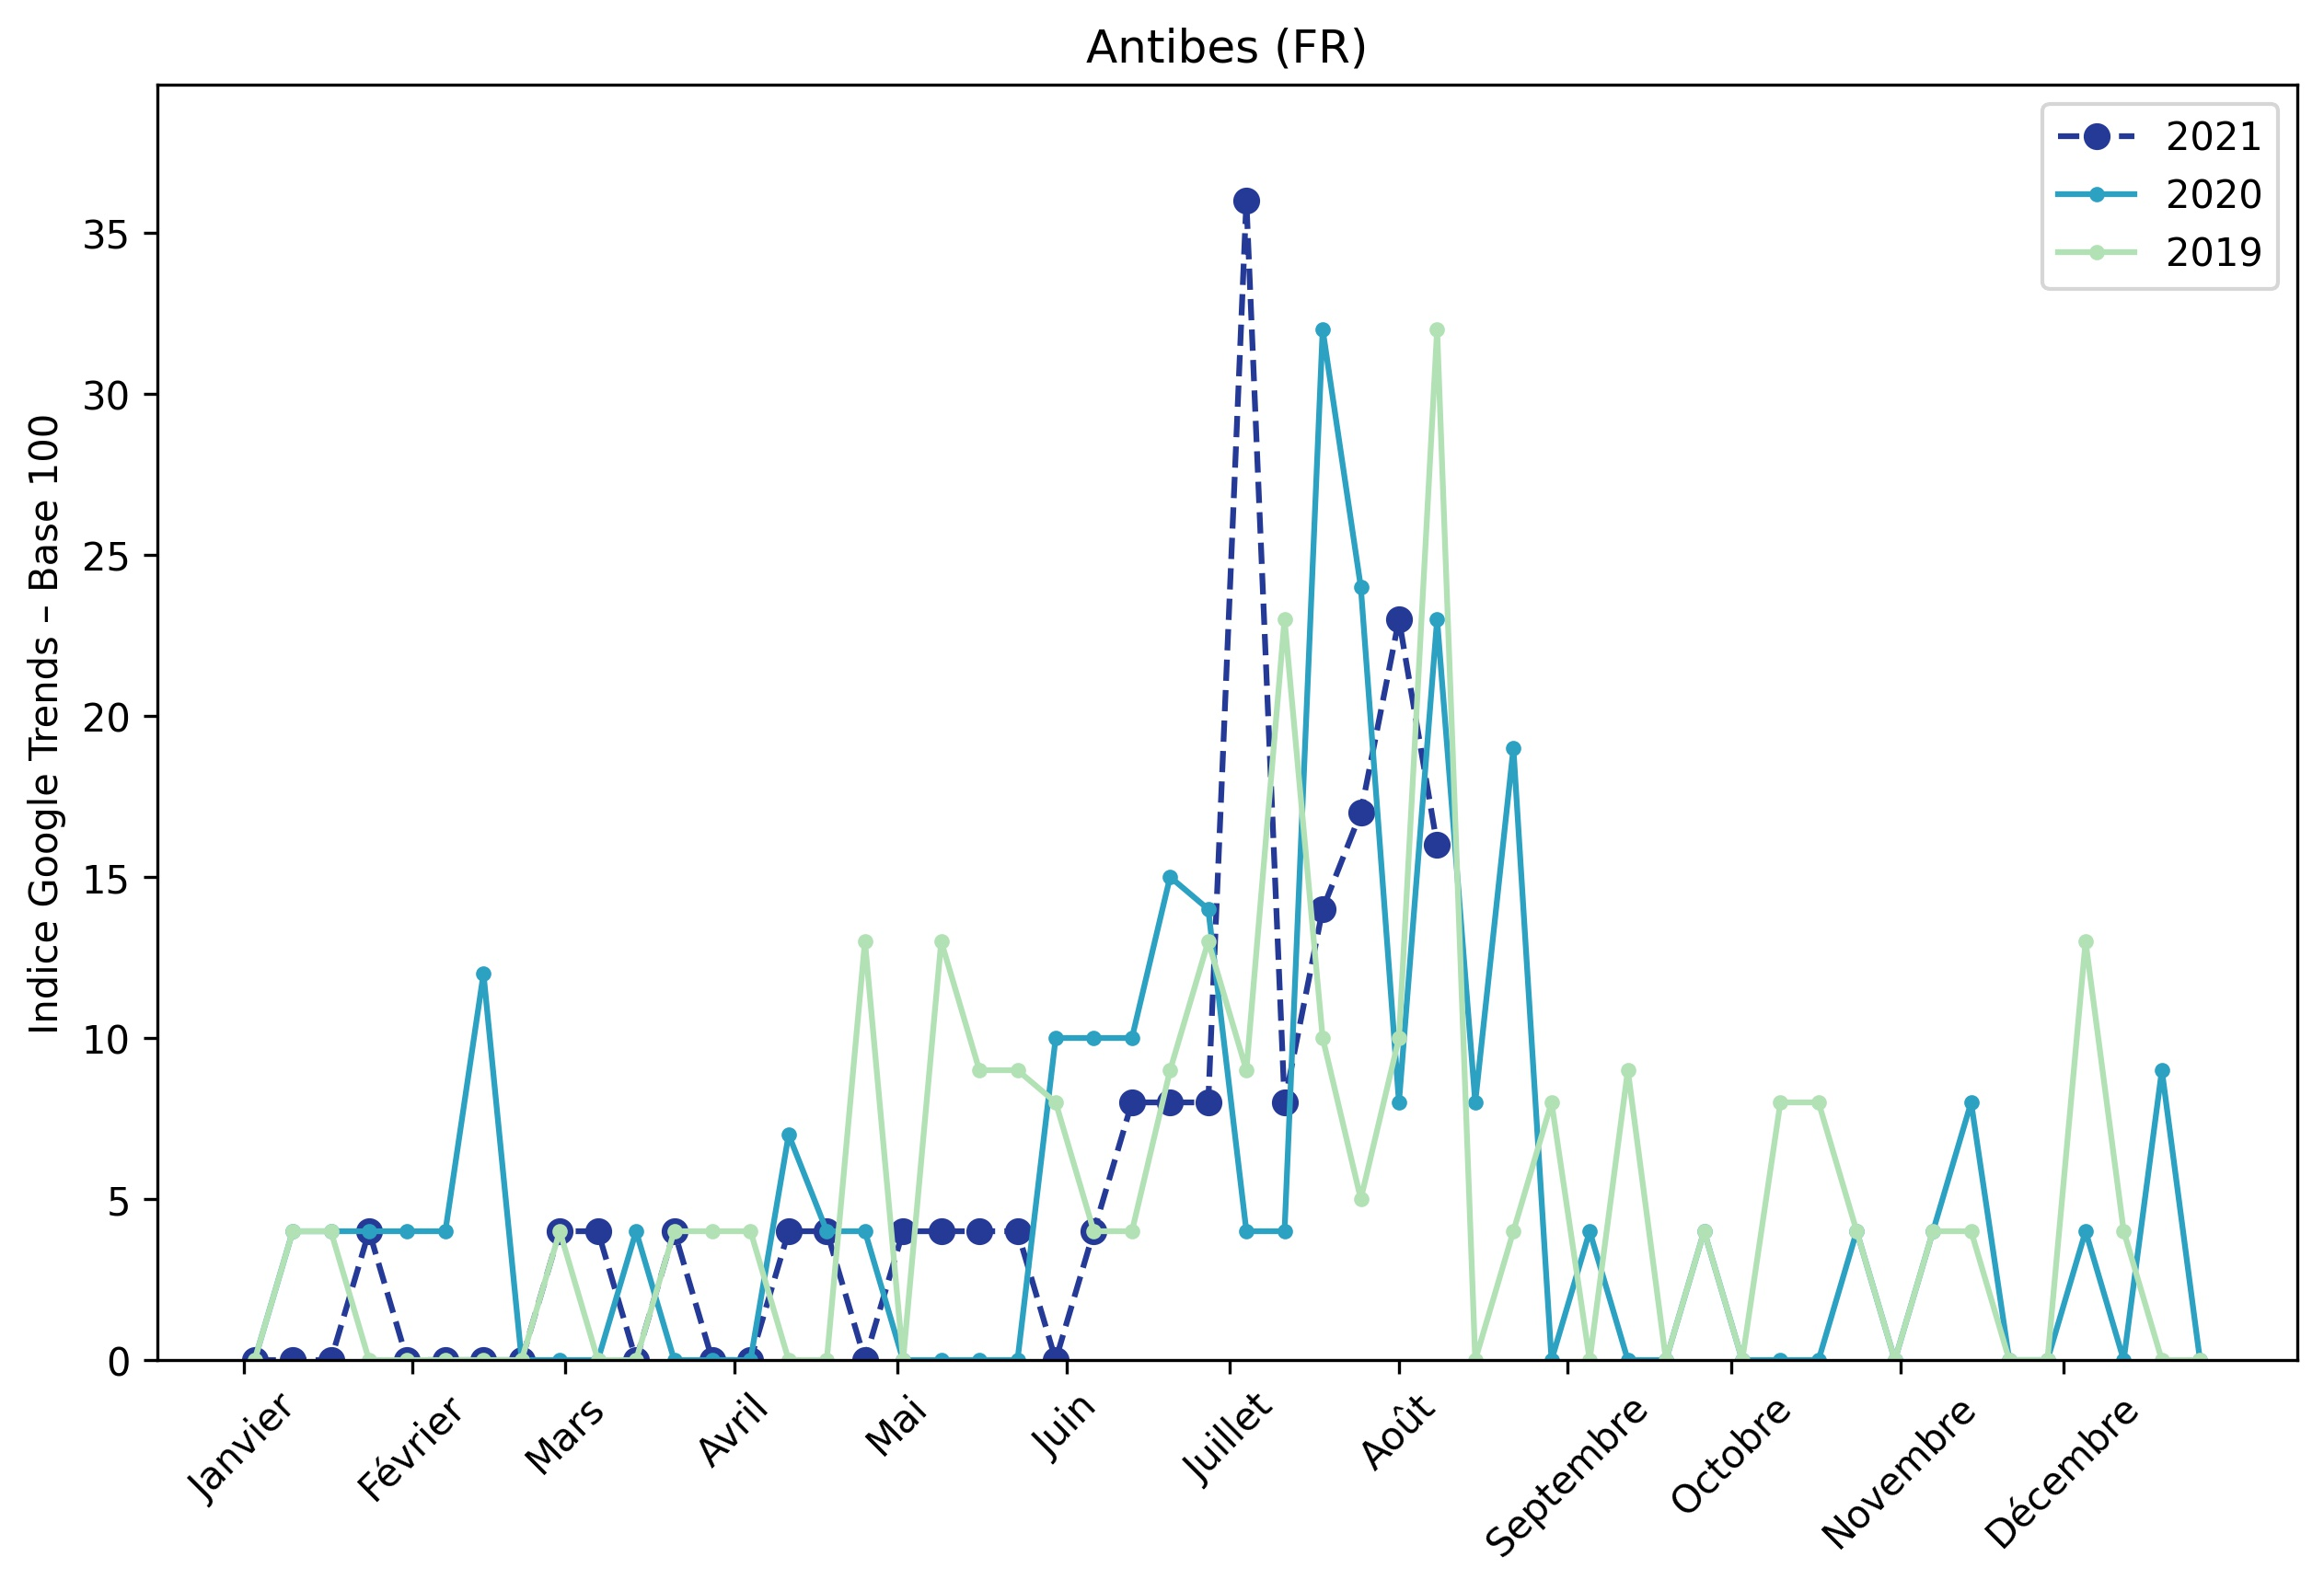 Antibes (FR)
2021
2020
2019
Indice Google Trends – Base 100
35
30
25
20
15
10
5
0
Janvier
Février
Mars
Avril
Mai
Juin
Juillet
Août
Septembre
Octobre
Novembre
Décembre